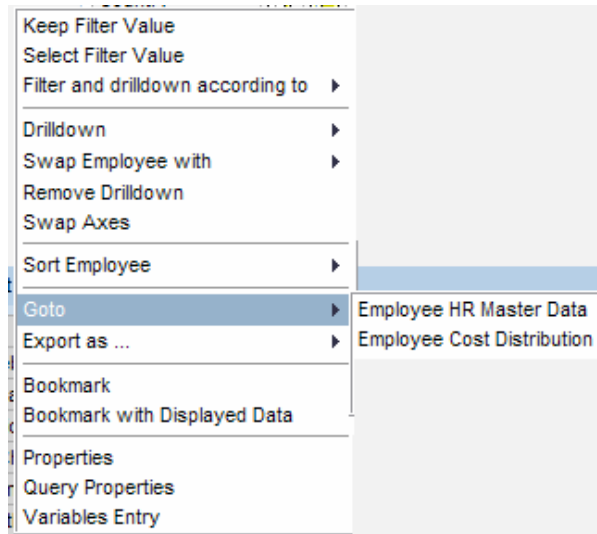 Keep Filter Value
Select Filter Value
Filter and drilldown according to
Drilldown
Swap Employee with
Remove Drilldown
Swap Axes
Sort Employee
Goto
Employee HR Master Data
Export as ...
Employee Cost Distribution
Bookmark
Bookmark with Displayed Data
Properties
Query Properties
Variables Entry